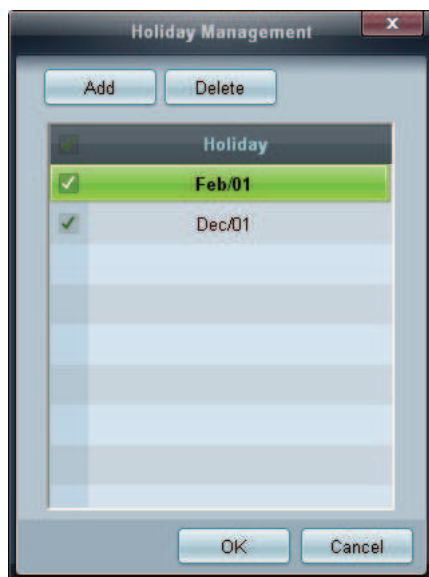 Holiday Management
x
Add Delete
Holiday
Feb/01
Dec/01
OK Cancel